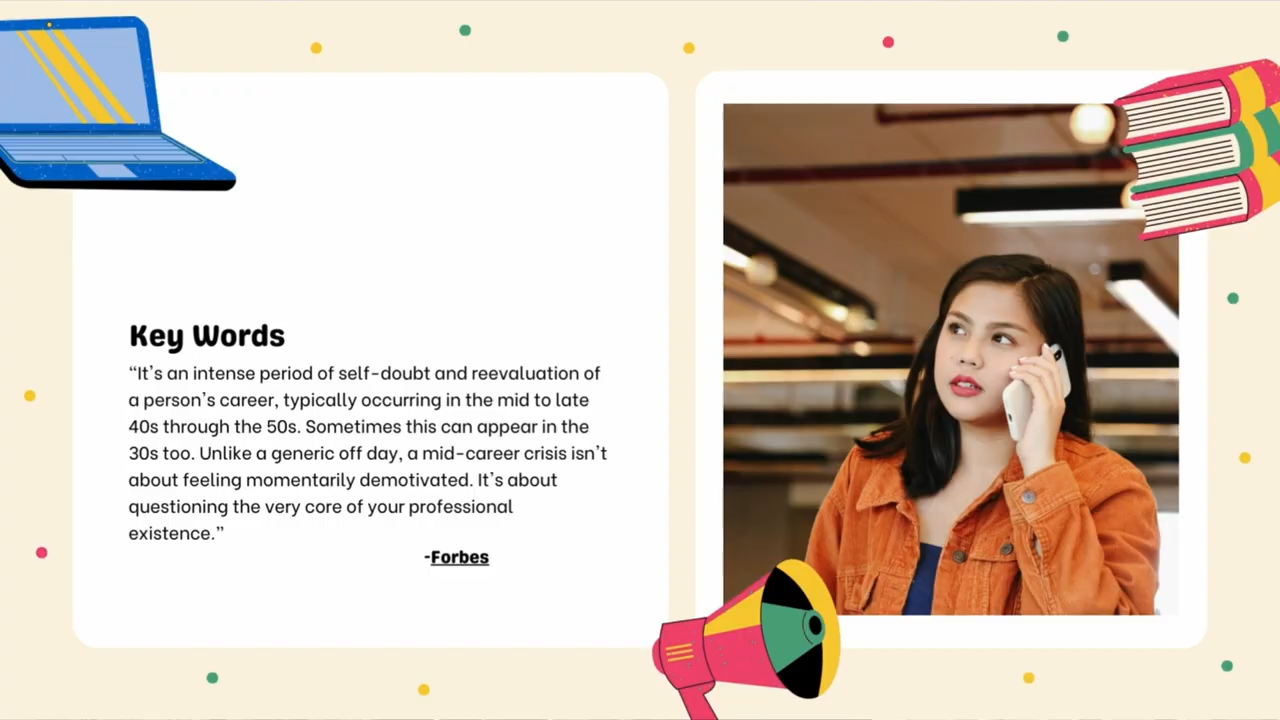 Key Words
“It’s an intense period of self-doubt and reevaluation of
a person’s career, typically occurring in the mid to late
40s through the 50s. Sometimes this can appear in the
30s too. Unlike a generic off day, a mid-career crisis isn’t
about feeling momentarily demotivated. It’s about
questioning the very core of your professional
existence.”
-Forbes